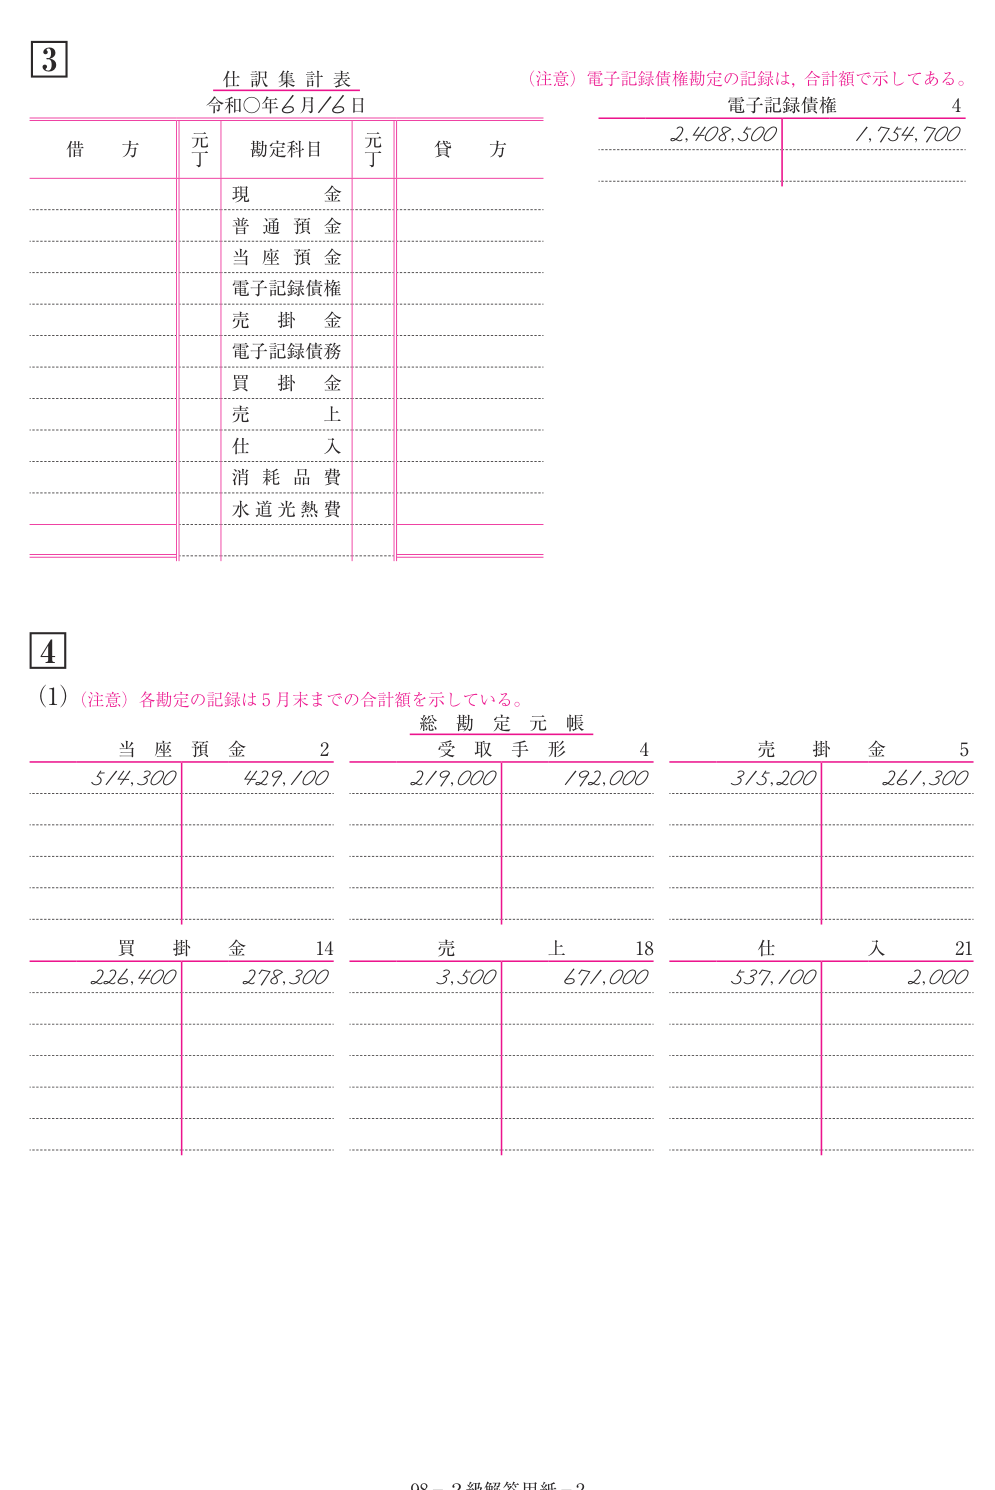 3
仕訳集計表
令和○年6月16日
借方 元丁 勘定科目 元丁 貸方
現金
普通預金
当座預金
電子記録債権
売掛金
電子記録債務
買掛金
売上
仕入
消耗品費
水道光熱費
（注意）電子記録債権勘定の記録は，合計額で示してある。
電子記録債権 4
2,408,500 1,754,700
4
(1)（注意）各勘定の記録は5月末までの合計額を示している。
総勘定元帳
当座預金 2 受取手形 4 売掛金 5
514,300 429,100 219,000 192,000 315,200 261,300
買掛金 14 売上 18 仕入 21
226,400 278,300 3,500 671,000 537,100 2,000
98－2級解答用紙－2